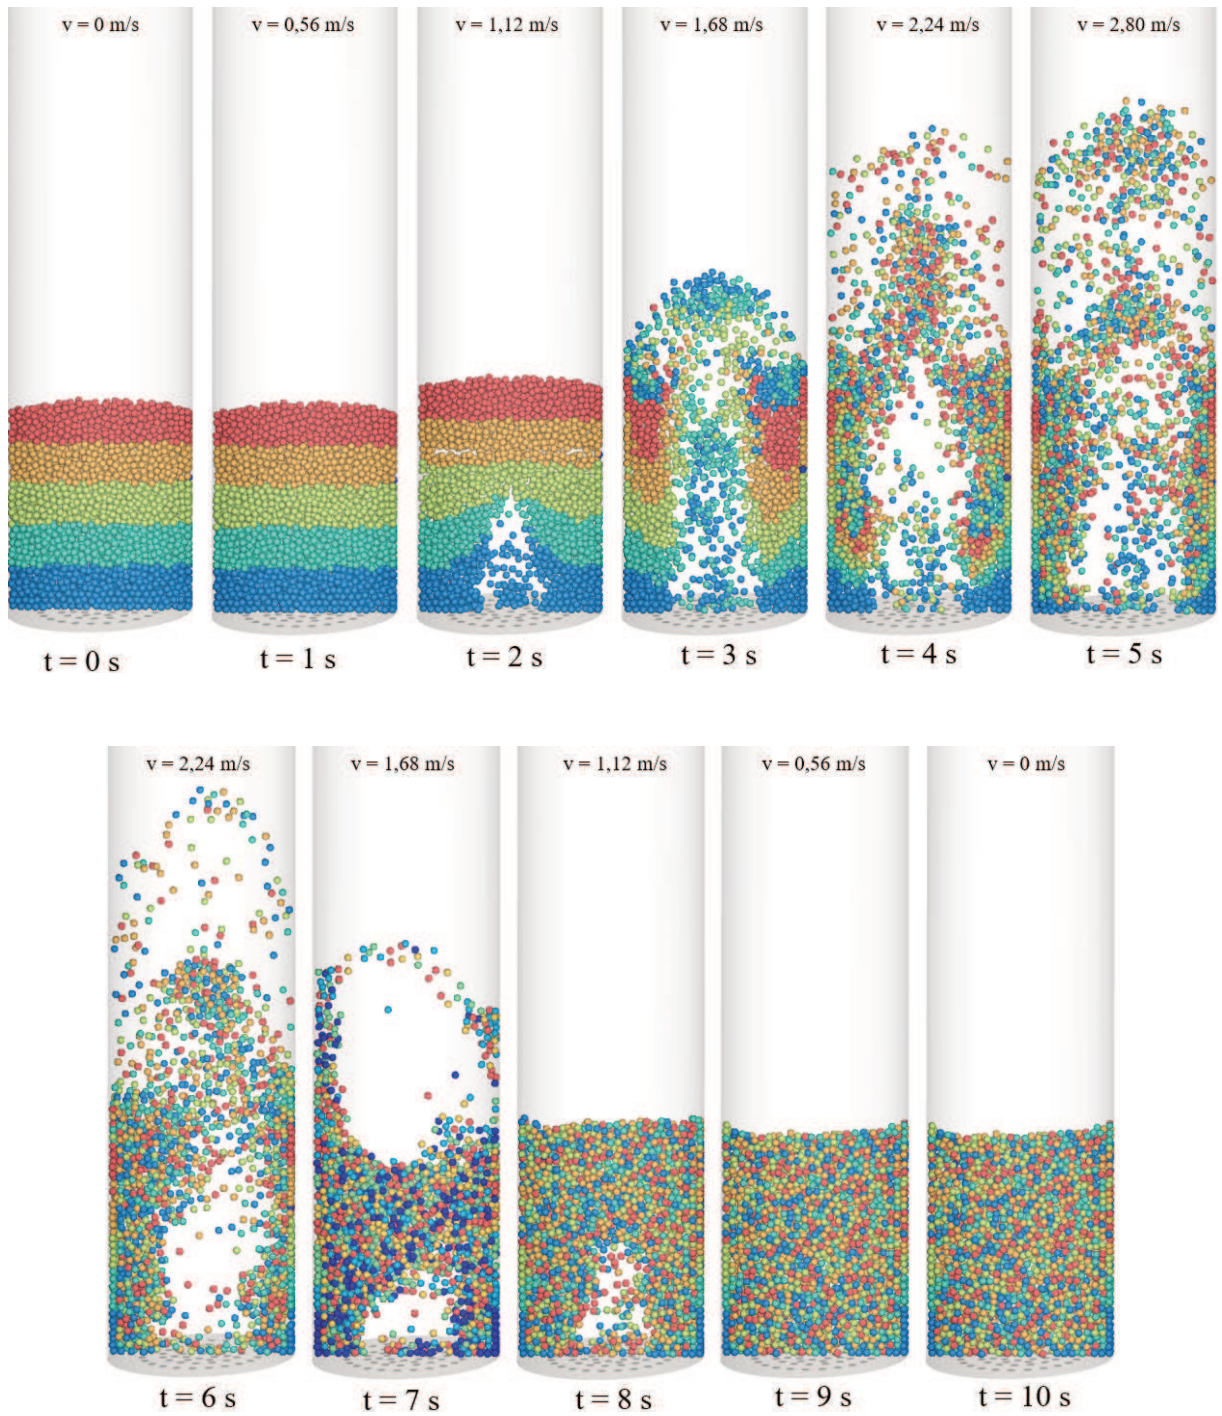 v = 0 m/s
v = 0,56 m/s
v = 1,12 m/s
v = 1,68 m/s
v = 2,24 m/s
v = 2,80 m/s
t = 0 s
t = 1 s
t = 2 s
t = 3 s
t = 4 s
t = 5 s
v = 2,24 m/s
v = 1,68 m/s
v = 1,12 m/s
v = 0,56 m/s
v = 0 m/s
t = 6 s
t = 7 s
t = 8 s
t = 9 s
t = 10 s